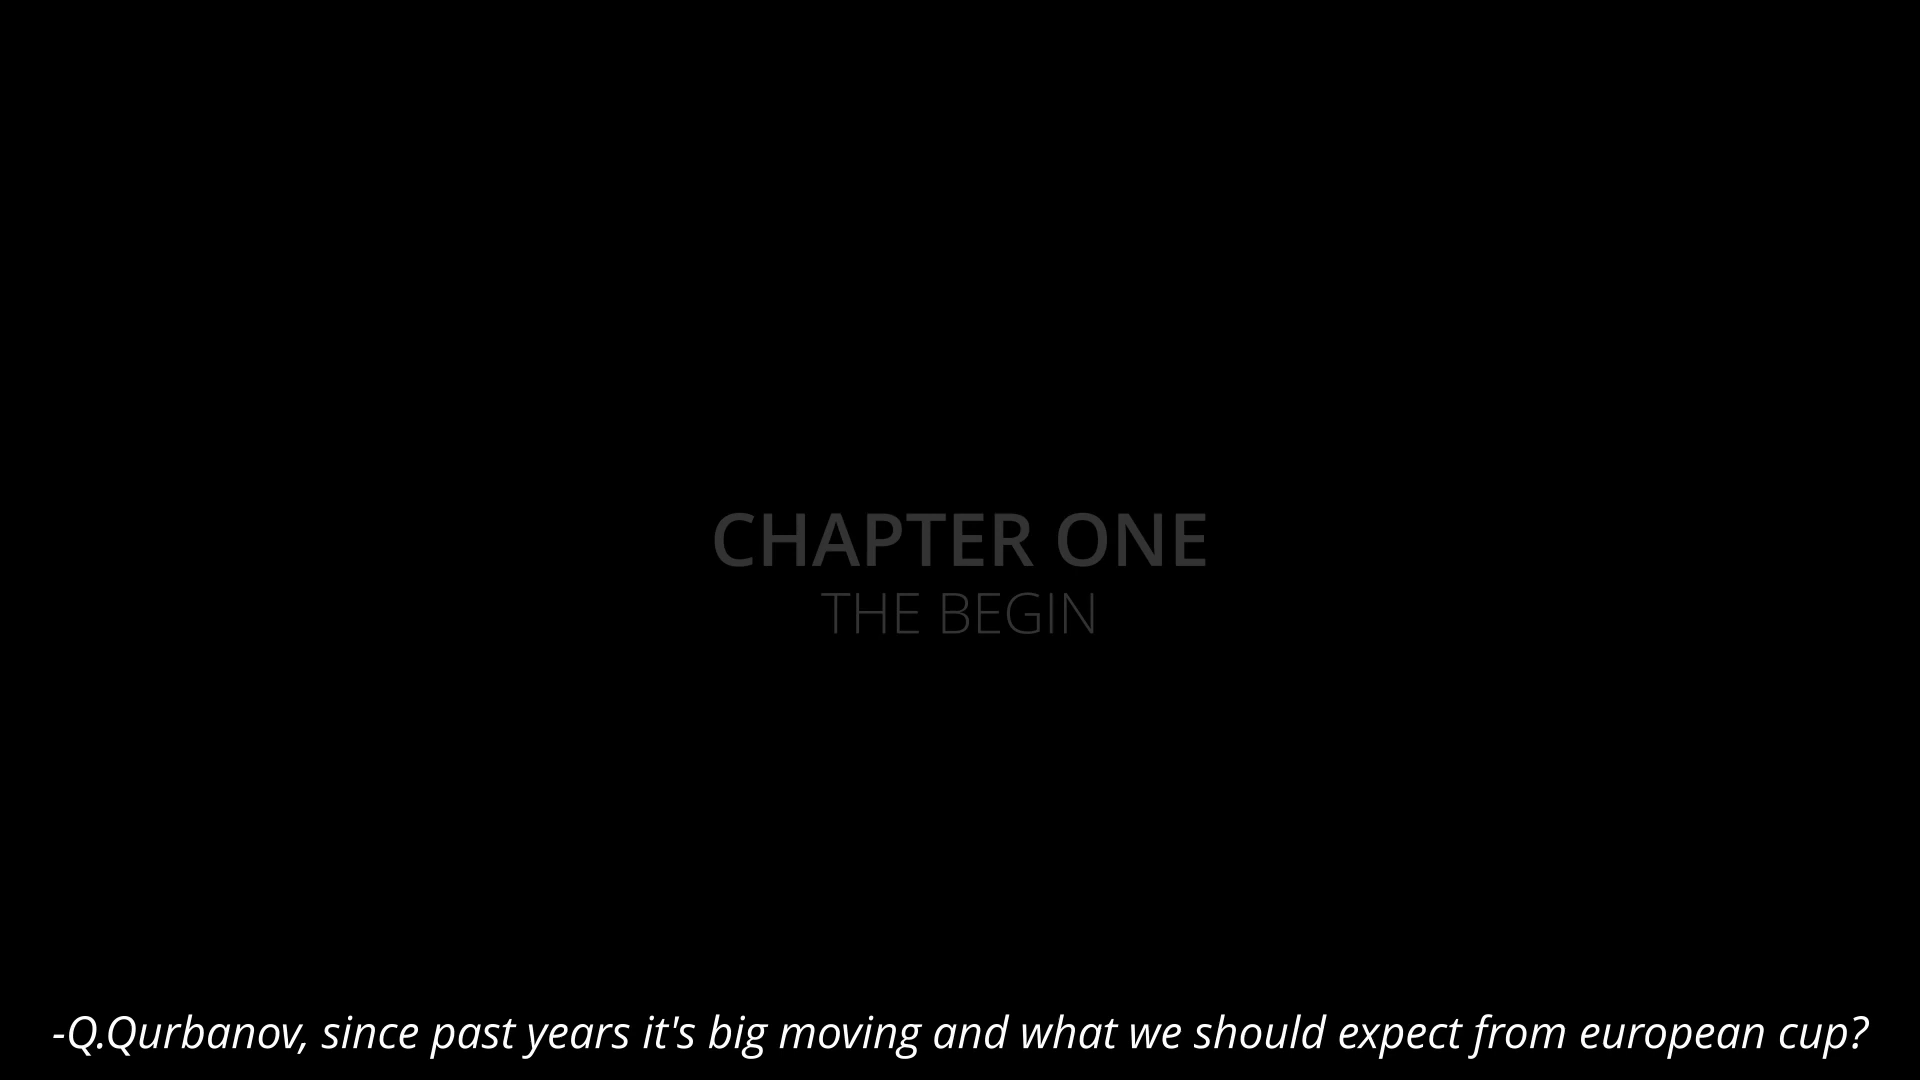 CHAPTER ONE
THE BEGIN
-Q.Qurbanov, since past years it's big moving and what we should expect from european cup?